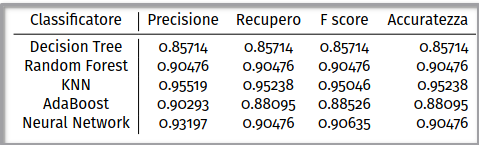 Classificatore Precisione Recupero F score Accuratezza
Decision Tree 0.85714 0.85714 0.85714 0.85714
Random Forest 0.90476 0.90476 0.90476 0.90476
KNN 0.95519 0.95238 0.95046 0.95238
AdaBoost 0.90293 0.88095 0.88526 0.88095
Neural Network 0.93197 0.90476 0.90635 0.90476